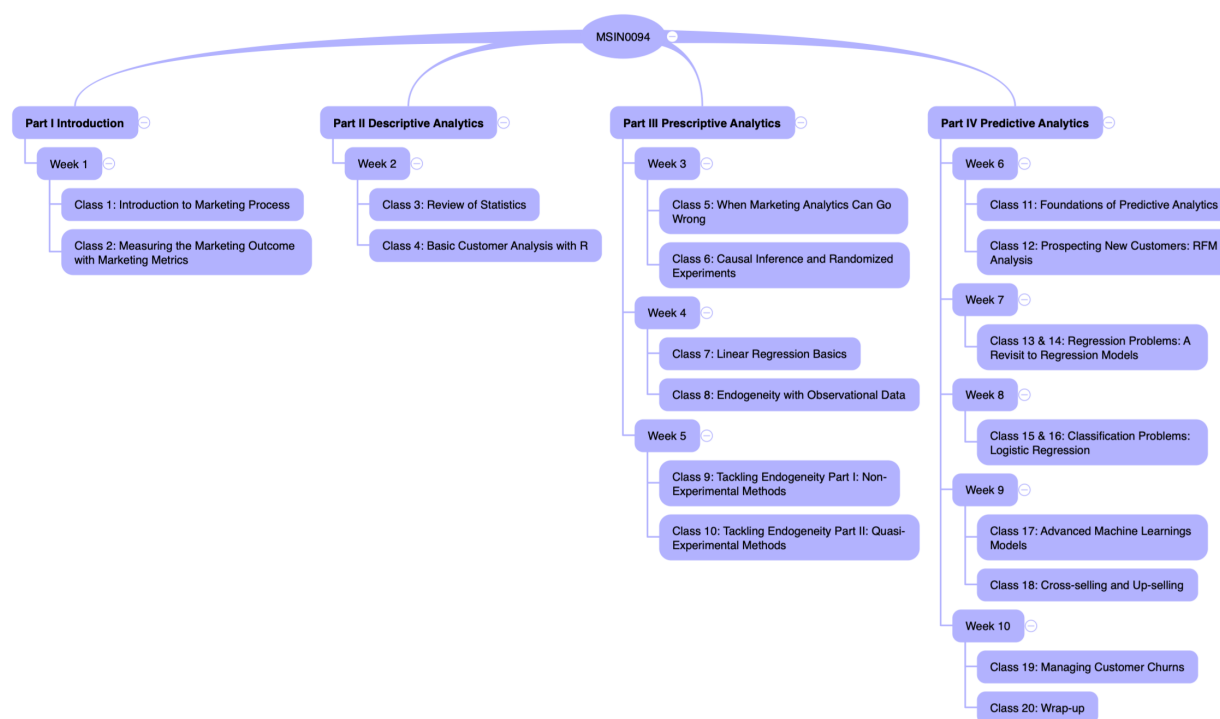 MSIN0094
Part I Introduction
Week 1
Class 1: Introduction to Marketing Process
Class 2: Measuring the Marketing Outcome
with Marketing Metrics
Part II Descriptive Analytics
Week 2
Class 3: Review of Statistics
Class 4: Basic Customer Analysis with R
Part III Prescriptive Analytics
Week 3
Class 5: When Marketing Analytics Can Go
Wrong
Class 6: Causal Inference and Randomized
Experiments
Week 4
Class 7: Linear Regression Basics
Class 8: Endogeneity with Observational Data
Week 5
Class 9: Tackling Endogeneity Part I: Non-
Experimental Methods
Class 10: Tackling Endogeneity Part II: Quasi-
Experimental Methods
Part IV Predictive Analytics
Week 6
Class 11: Foundations of Predictive Analytics
Class 12: Prospecting New Customers: RFM
Analysis
Week 7
Class 13 & 14: Regression Problems: A
Revisit to Regression Models
Week 8
Class 15 & 16: Classification Problems:
Logistic Regression
Week 9
Class 17: Advanced Machine Learnings
Models
Class 18: Cross-selling and Up-selling
Week 10
Class 19: Managing Customer Churns
Class 20: Wrap-up